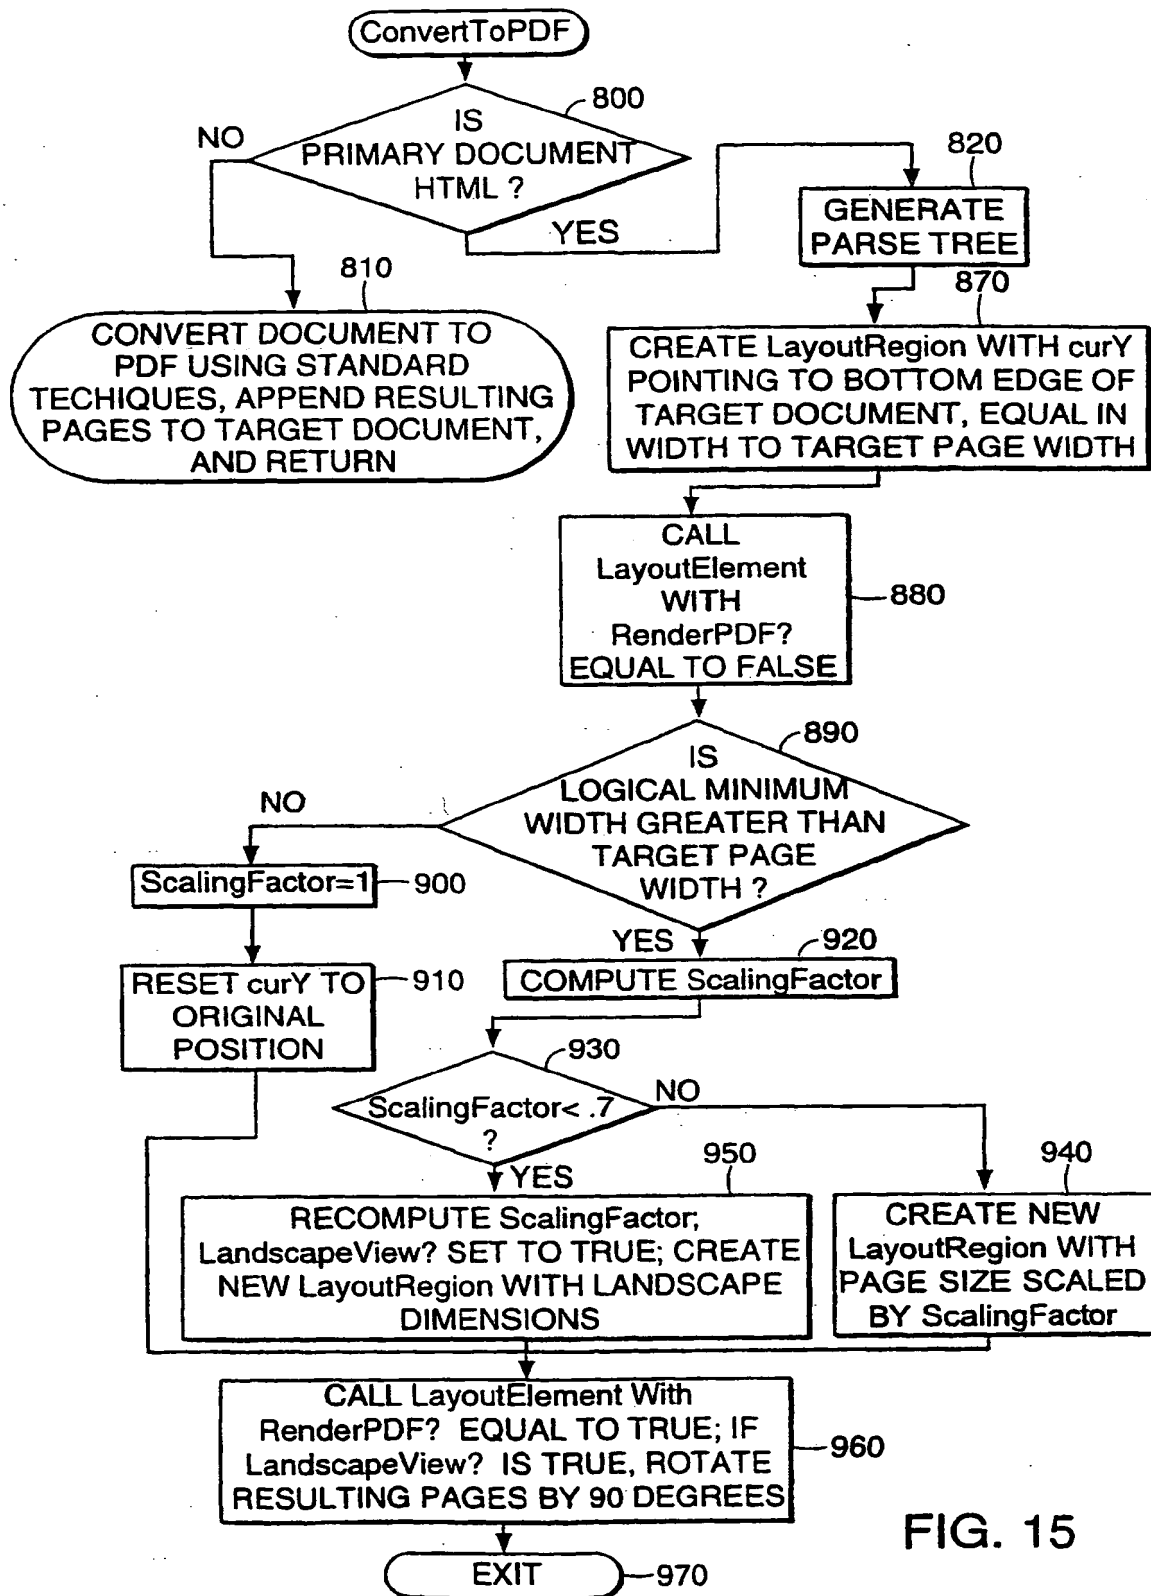 ConvertToPDF
800
IS
PRIMARY DOCUMENT
HTML ?
NO
YES
820
GENERATE
PARSE TREE
810
CONVERT DOCUMENT TO
PDF USING STANDARD
TECHIQUES, APPEND RESULTING
PAGES TO TARGET DOCUMENT,
AND RETURN
870
CREATE LayoutRegion WITH curY
POINTING TO BOTTOM EDGE OF
TARGET DOCUMENT, EQUAL IN
WIDTH TO TARGET PAGE WIDTH
CALL
LayoutElement
WITH
RenderPDF?
EQUAL TO FALSE
880
890
IS
LOGICAL MINIMUM
WIDTH GREATER THAN
TARGET PAGE
WIDTH ?
NO
YES
ScalingFactor=1
900
920
COMPUTE ScalingFactor
RESET curY TO
ORIGINAL
POSITION
910
930
ScalingFactor< .7
?
NO
YES
950
RECOMPUTE ScalingFactor;
LandscapeView? SET TO TRUE; CREATE
NEW LayoutRegion WITH LANDSCAPE
DIMENSIONS
940
CREATE NEW
LayoutRegion WITH
PAGE SIZE SCALED
BY ScalingFactor
CALL LayoutElement With
RenderPDF? EQUAL TO TRUE; IF
LandscapeView? IS TRUE, ROTATE
RESULTING PAGES BY 90 DEGREES
960
EXIT
970
FIG. 15